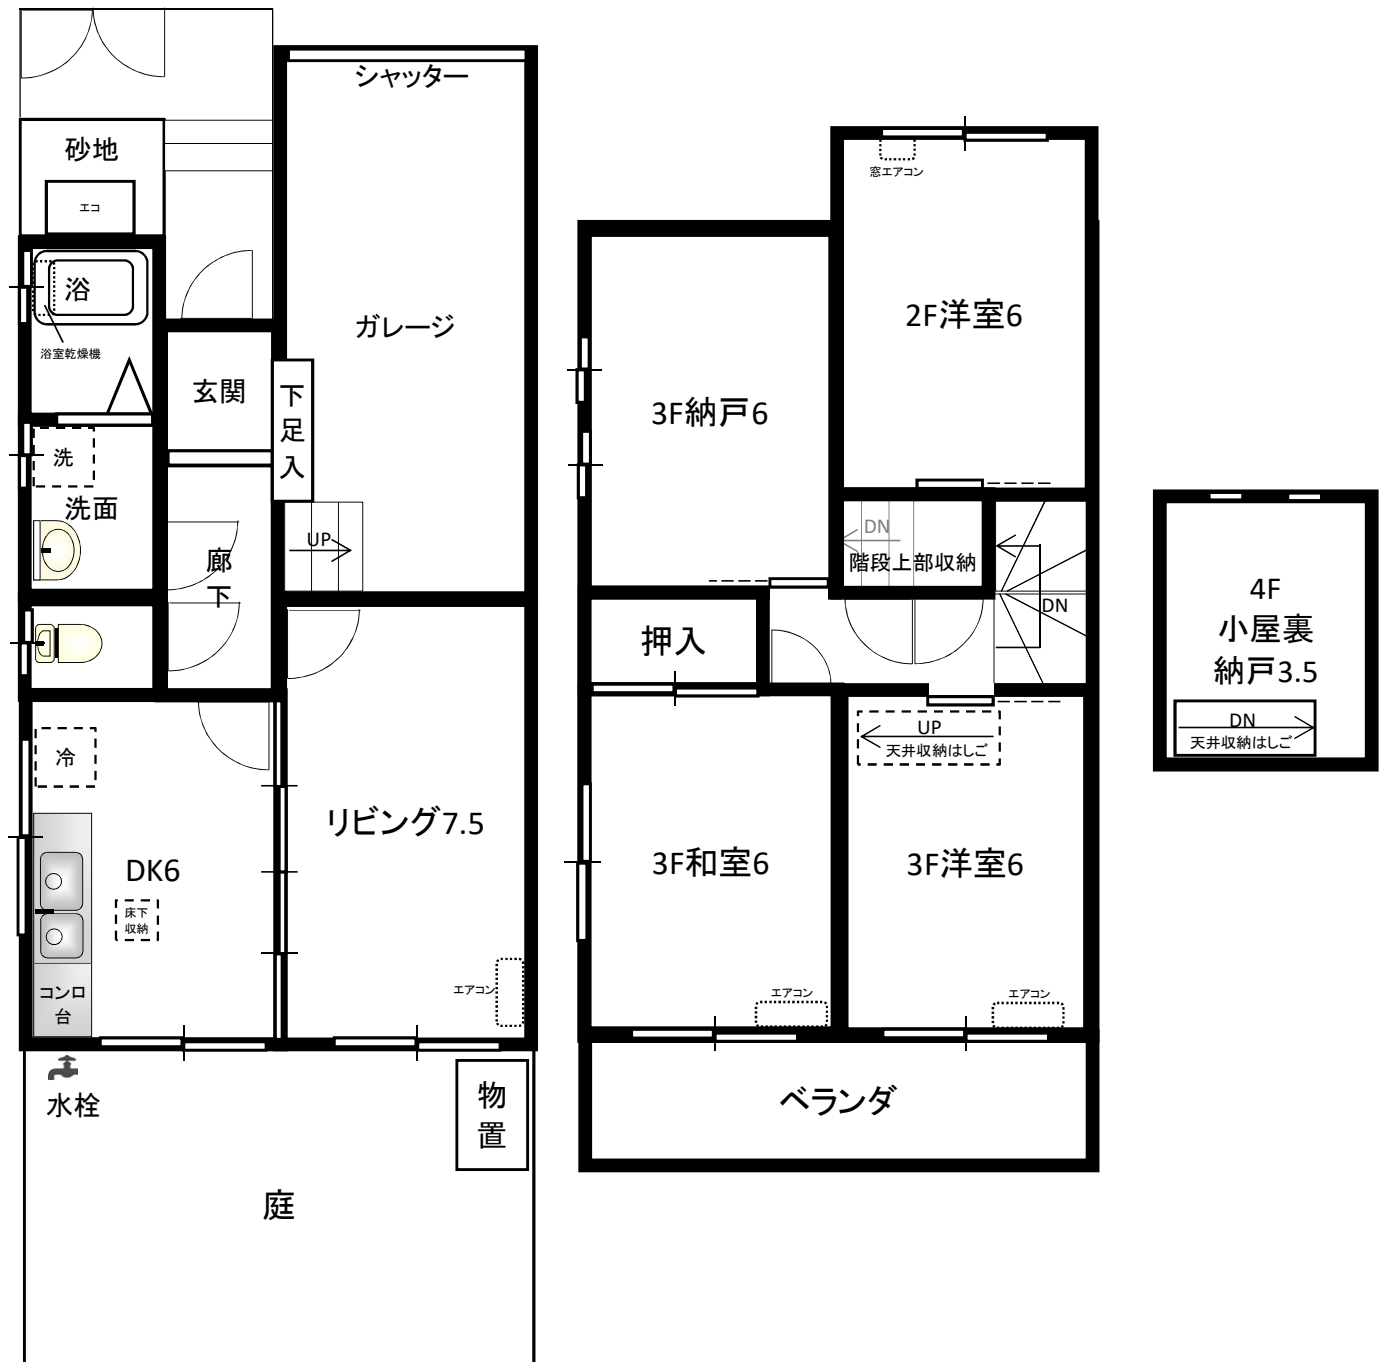 シャッター
砂地
エコ
浴
浴室乾燥機
ガレージ
玄関
下足入
洗
洗面
廊下
UP
冷
リビング7.5
DK6
床下
収納
コンロ
台
エアコン
水栓
物置
庭
窓エアコン
2F洋室6
3F納戸6
DN
階段上部収納
DN
押入
UP
天井収納はしご
3F和室6
3F洋室6
エアコン
エアコン
ベランダ
4F
小屋裏
納戸3.5
DN
天井収納はしご